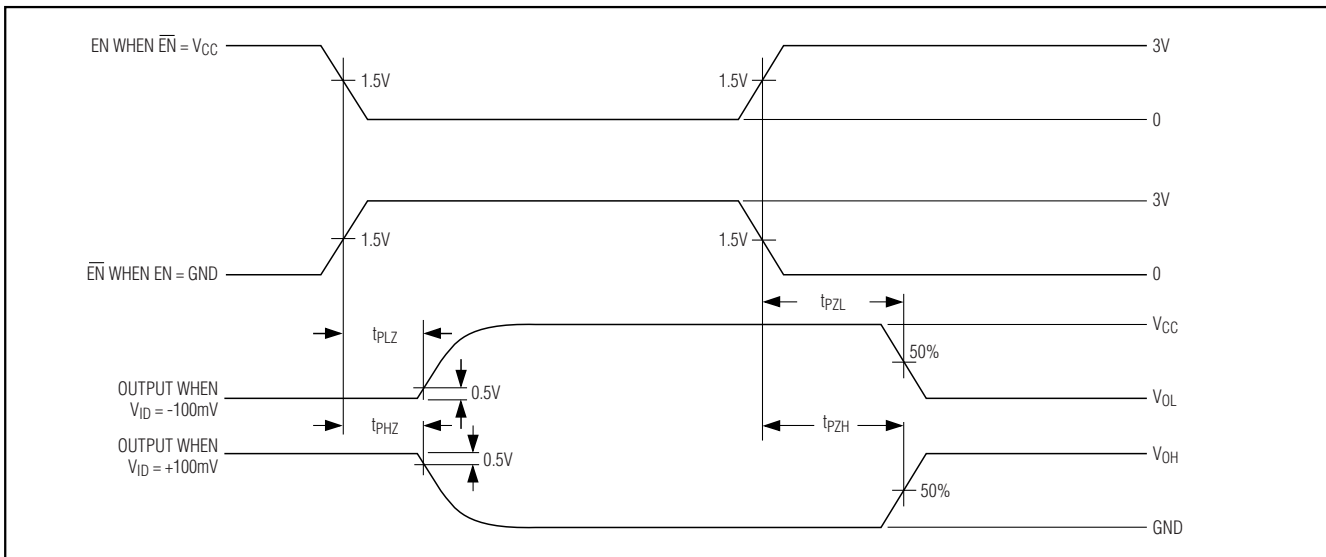 EN WHEN E̅N̅ = VCC
3V
1.5V
1.5V
0
3V
1.5V
1.5V
E̅N̅ WHEN EN = GND
0
tPZL
VCC
tPLZ
50%
OUTPUT WHEN
VID = -100mV
0.5V
VOL
tPHZ
tPZH
OUTPUT WHEN
VID = +100mV
0.5V
VOH
50%
GND